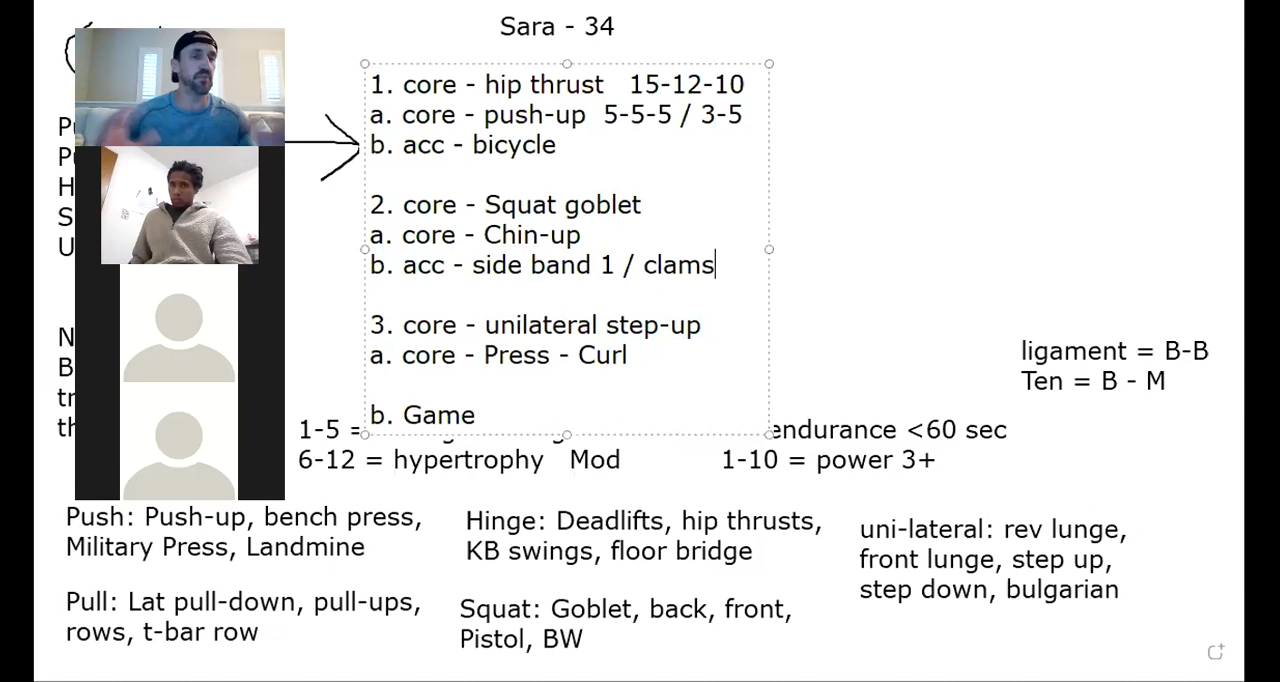 Sara - 34
1. core - hip thrust 15-12-10
a. core - push-up 5-5-5 / 3-5
b. acc - bicycle
2. core - Squat goblet
a. core - Chin-up
b. acc - side band 1 / clams
3. core - unilateral step-up
a. core - Press - Curl
b. Game
ligament = B-B
Ten = B - M
1-5 =
endurance <60 sec
6-12 = hypertrophy Mod
1-10 = power 3+
Push: Push-up, bench press,
Military Press, Landmine
Hinge: Deadlifts, hip thrusts,
KB swings, floor bridge
uni-lateral: rev lunge,
front lunge, step up,
step down, bulgarian
Pull: Lat pull-down, pull-ups,
rows, t-bar row
Squat: Goblet, back, front,
Pistol, BW